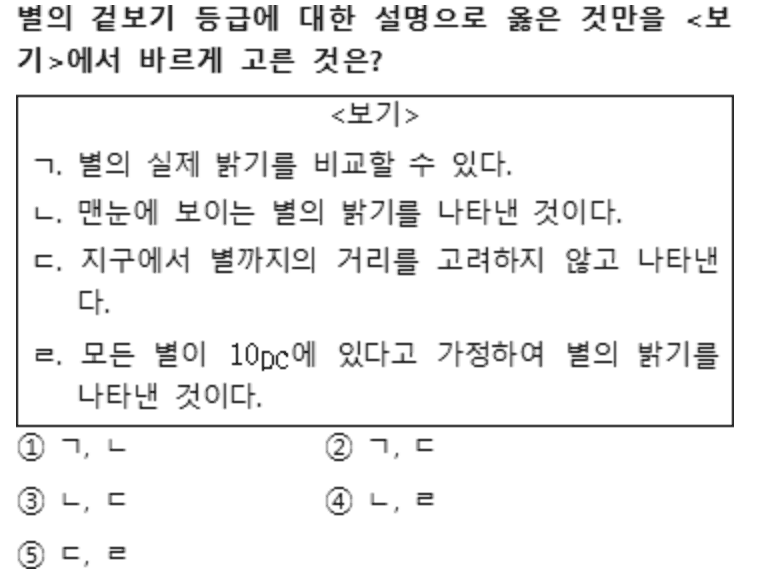 별의 겉보기 등급에 대한 설명으로 옳은 것만을 <보
기>에서 바르게 고른 것은?
<보기>
ㄱ. 별의 실제 밝기를 비교할 수 있다.
ㄴ. 맨눈에 보이는 별의 밝기를 나타낸 것이다.
ㄷ. 지구에서 별까지의 거리를 고려하지 않고 나타낸
다.
ㄹ. 모든 별이 10pc에 있다고 가정하여 별의 밝기를
나타낸 것이다.
① ㄱ, ㄴ ② ㄱ, ㄷ
③ ㄴ, ㄷ ④ ㄴ, ㄹ
⑤ ㄷ, ㄹ